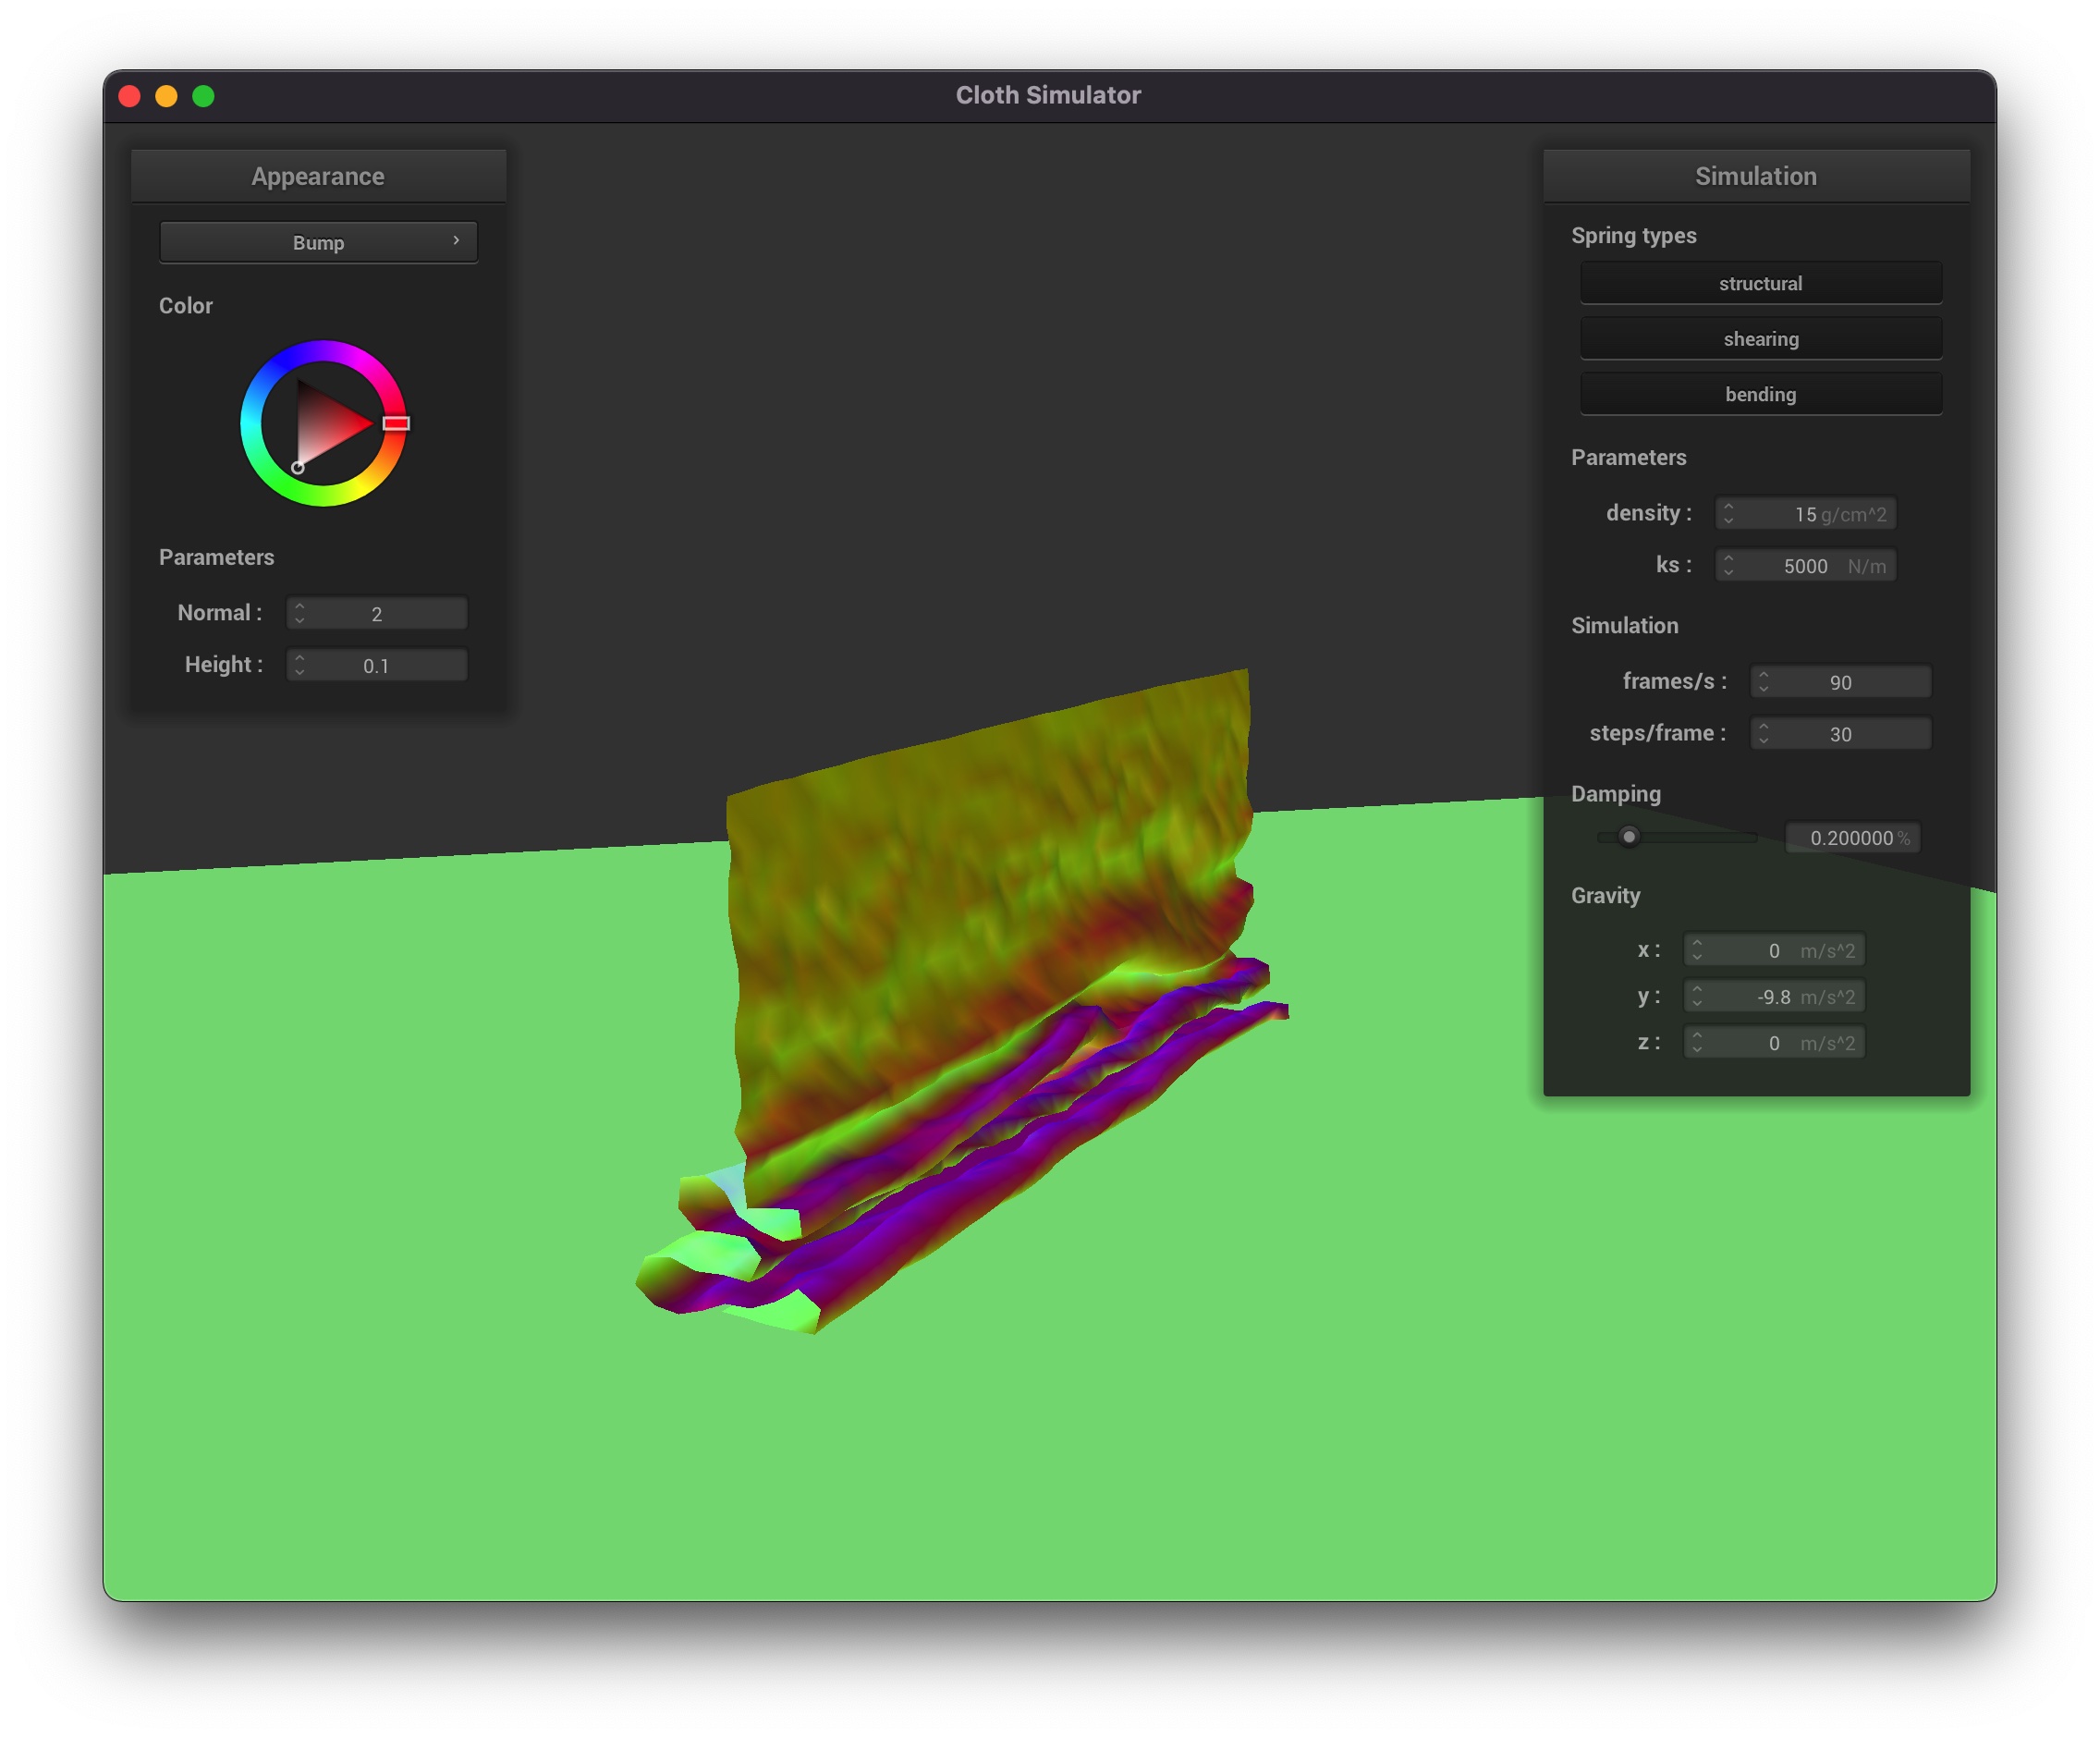 Cloth Simulator
Appearance
Bump
Color
Parameters
Normal : 2
Height : 0.1
Simulation
Spring types
structural
shearing
bending
Parameters
density : 15 g/cm^2
ks : 5000 N/m
Simulation
frames/s : 90
steps/frame : 30
Damping
0.200000 %
Gravity
x : 0 m/s^2
y : -9.8 m/s^2
z : 0 m/s^2